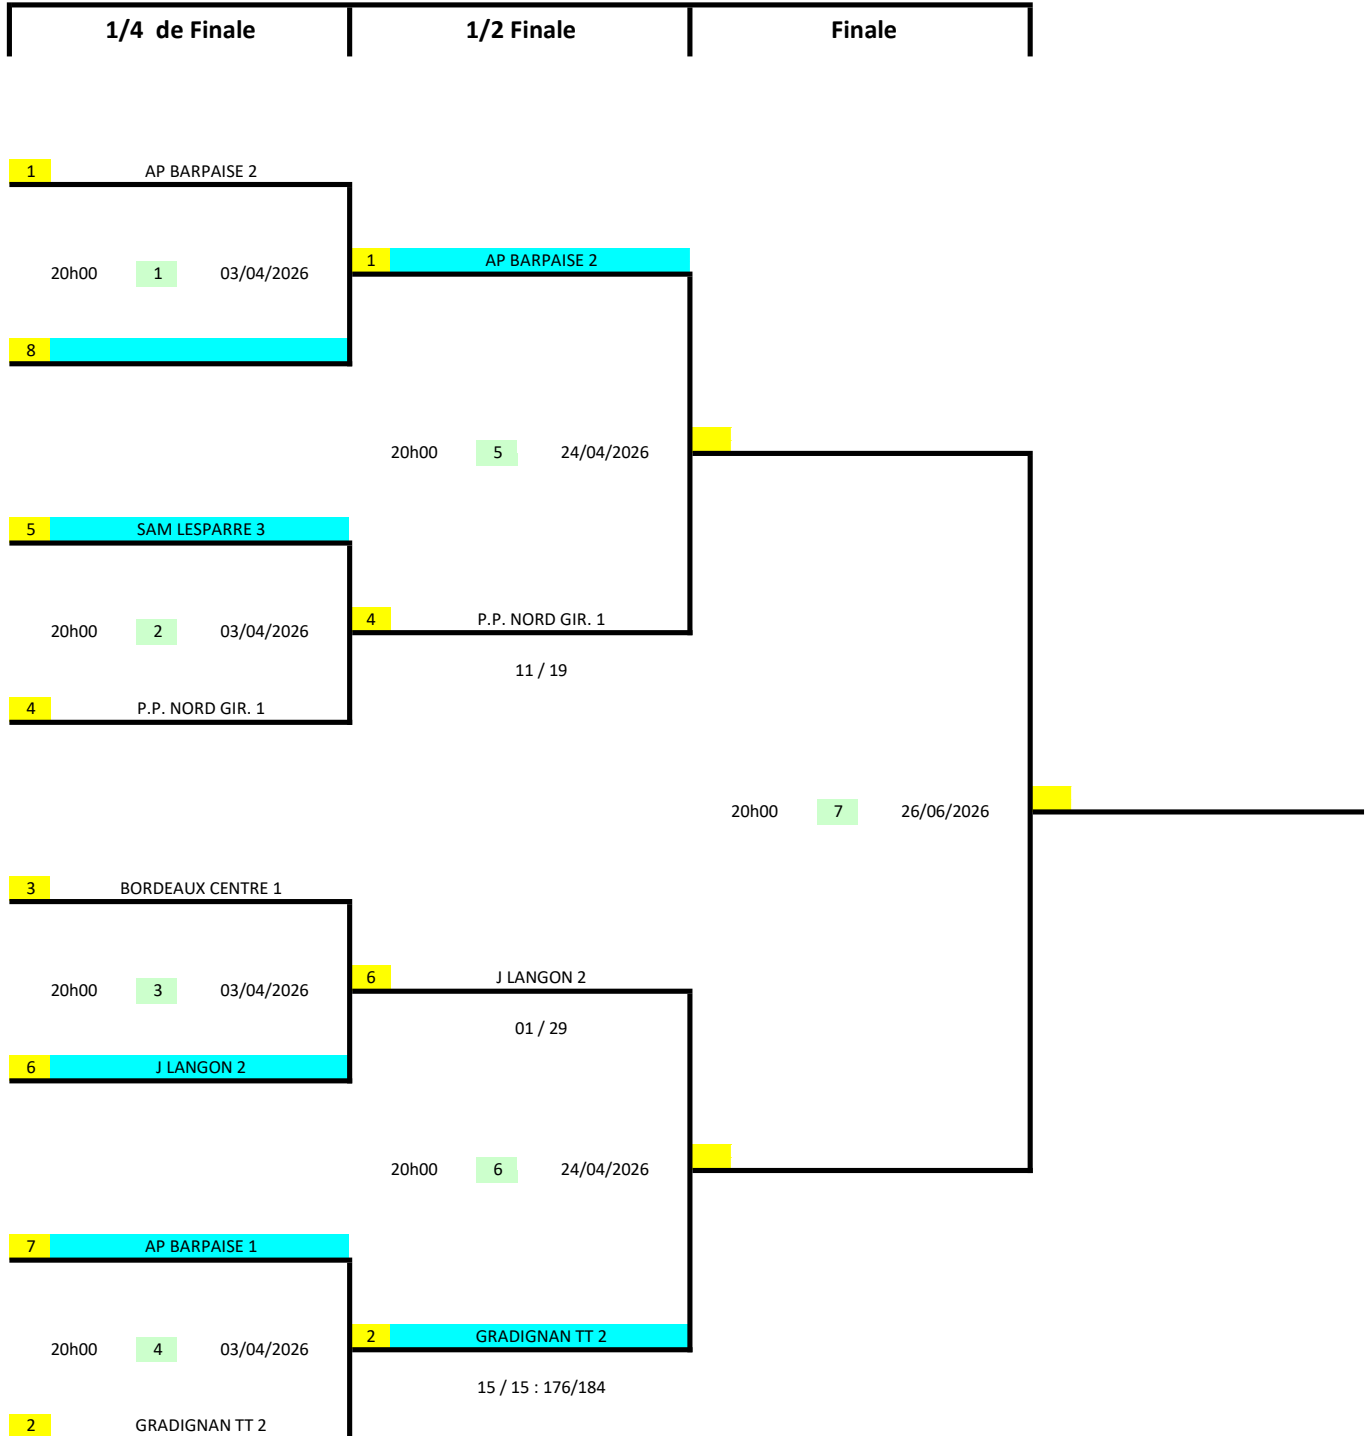 1/4 de Finale 1/2 Finale Finale
1 AP BARPAISE 2
1 AP BARPAISE 2
20h00 1 03/04/2026
8
20h00 5 24/04/2026
5 SAM LESPARRE 3
4 P.P. NORD GIR. 1
20h00 2 03/04/2026
11 / 19
4 P.P. NORD GIR. 1
20h00 7 26/06/2026
3 BORDEAUX CENTRE 1
6 J LANGON 2
20h00 3 03/04/2026
01 / 29
6 J LANGON 2
20h00 6 24/04/2026
7 AP BARPAISE 1
2 GRADIGNAN TT 2
20h00 4 03/04/2026
15 / 15 : 176/184
2 GRADIGNAN TT 2